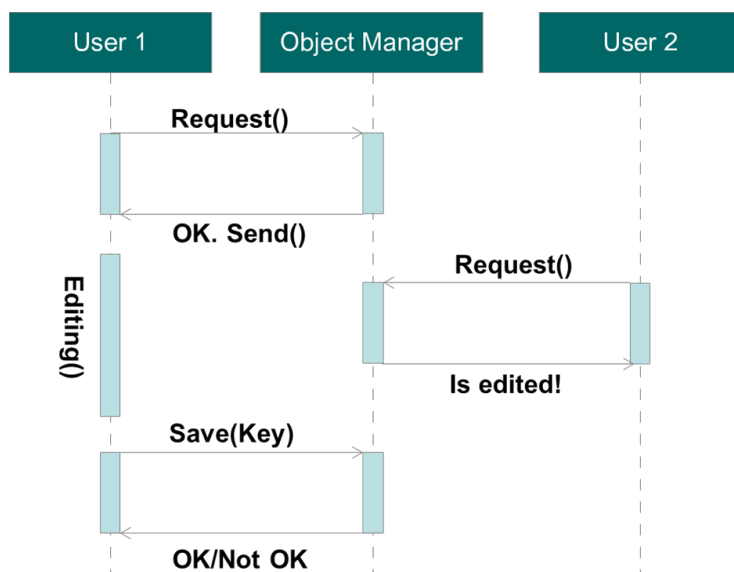 User 1
Object Manager
User 2
Request()
OK. Send()
Request()
Editing()
Is edited!
Save(Key)
OK/Not OK